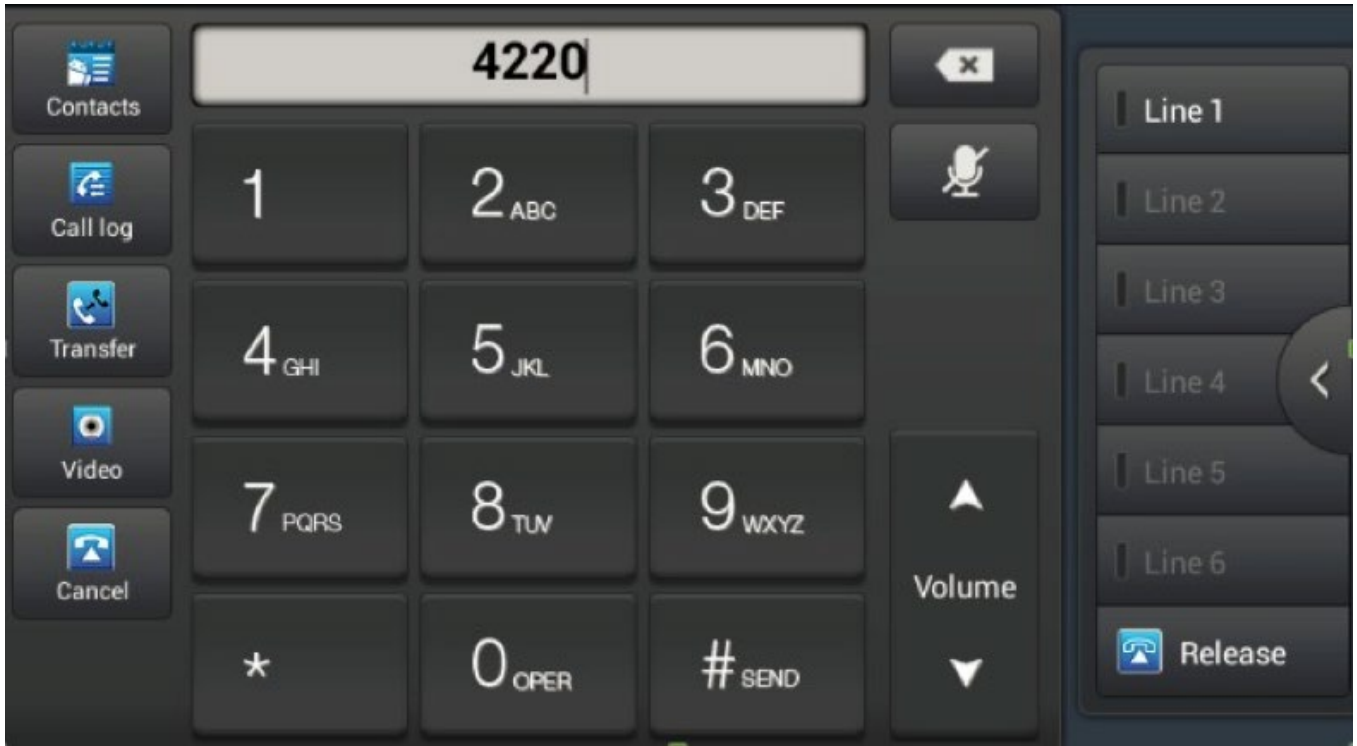 Contacts
Call log
Transfer
Video
Cancel
4220
1
2 ABC
3 DEF
4 GHI
5 JKL
6 MNO
7 PQRS
8 TUV
9 WXYZ
*
0 OPER
# SEND
Volume
Line 1
Line 2
Line 3
Line 4
Line 5
Line 6
Release